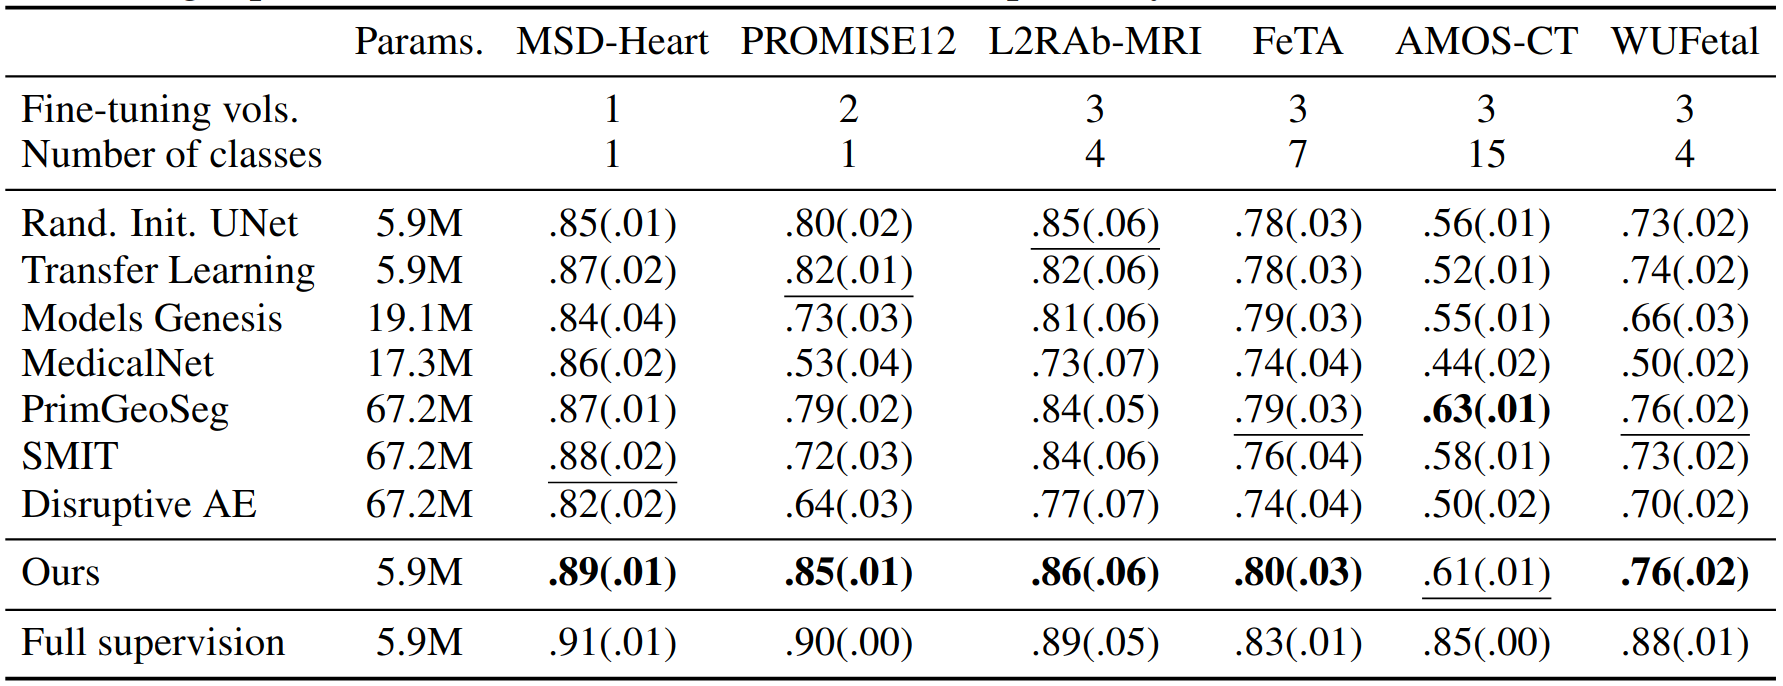 Params. MSD-Heart PROMISE12 L2RAb-MRI FeTA AMOS-CT WUFetal
Fine-tuning vols. 1 2 3 3 3 3
Number of classes 1 1 4 7 15 4
Rand. Init. UNet 5.9M .85(.01) .80(.02) .85(.06) .78(.03) .56(.01) .73(.02)
Transfer Learning 5.9M .87(.02) .82(.01) .82(.06) .78(.03) .52(.01) .74(.02)
Models Genesis 19.1M .84(.04) .73(.03) .81(.06) .79(.03) .55(.01) .66(.03)
MedicalNet 17.3M .86(.02) .53(.04) .73(.07) .74(.04) .44(.02) .50(.02)
PrimGeoSeg 67.2M .87(.01) .79(.02) .84(.05) .79(.03) .63(.01) .76(.02)
SMIT 67.2M .88(.02) .72(.03) .84(.06) .76(.04) .58(.01) .73(.02)
Disruptive AE 67.2M .82(.02) .64(.03) .77(.07) .74(.04) .50(.02) .70(.02)
Ours 5.9M .89(.01) .85(.01) .86(.06) .80(.03) .61(.01) .76(.02)
Full supervision 5.9M .91(.01) .90(.00) .89(.05) .83(.01) .85(.00) .88(.01)